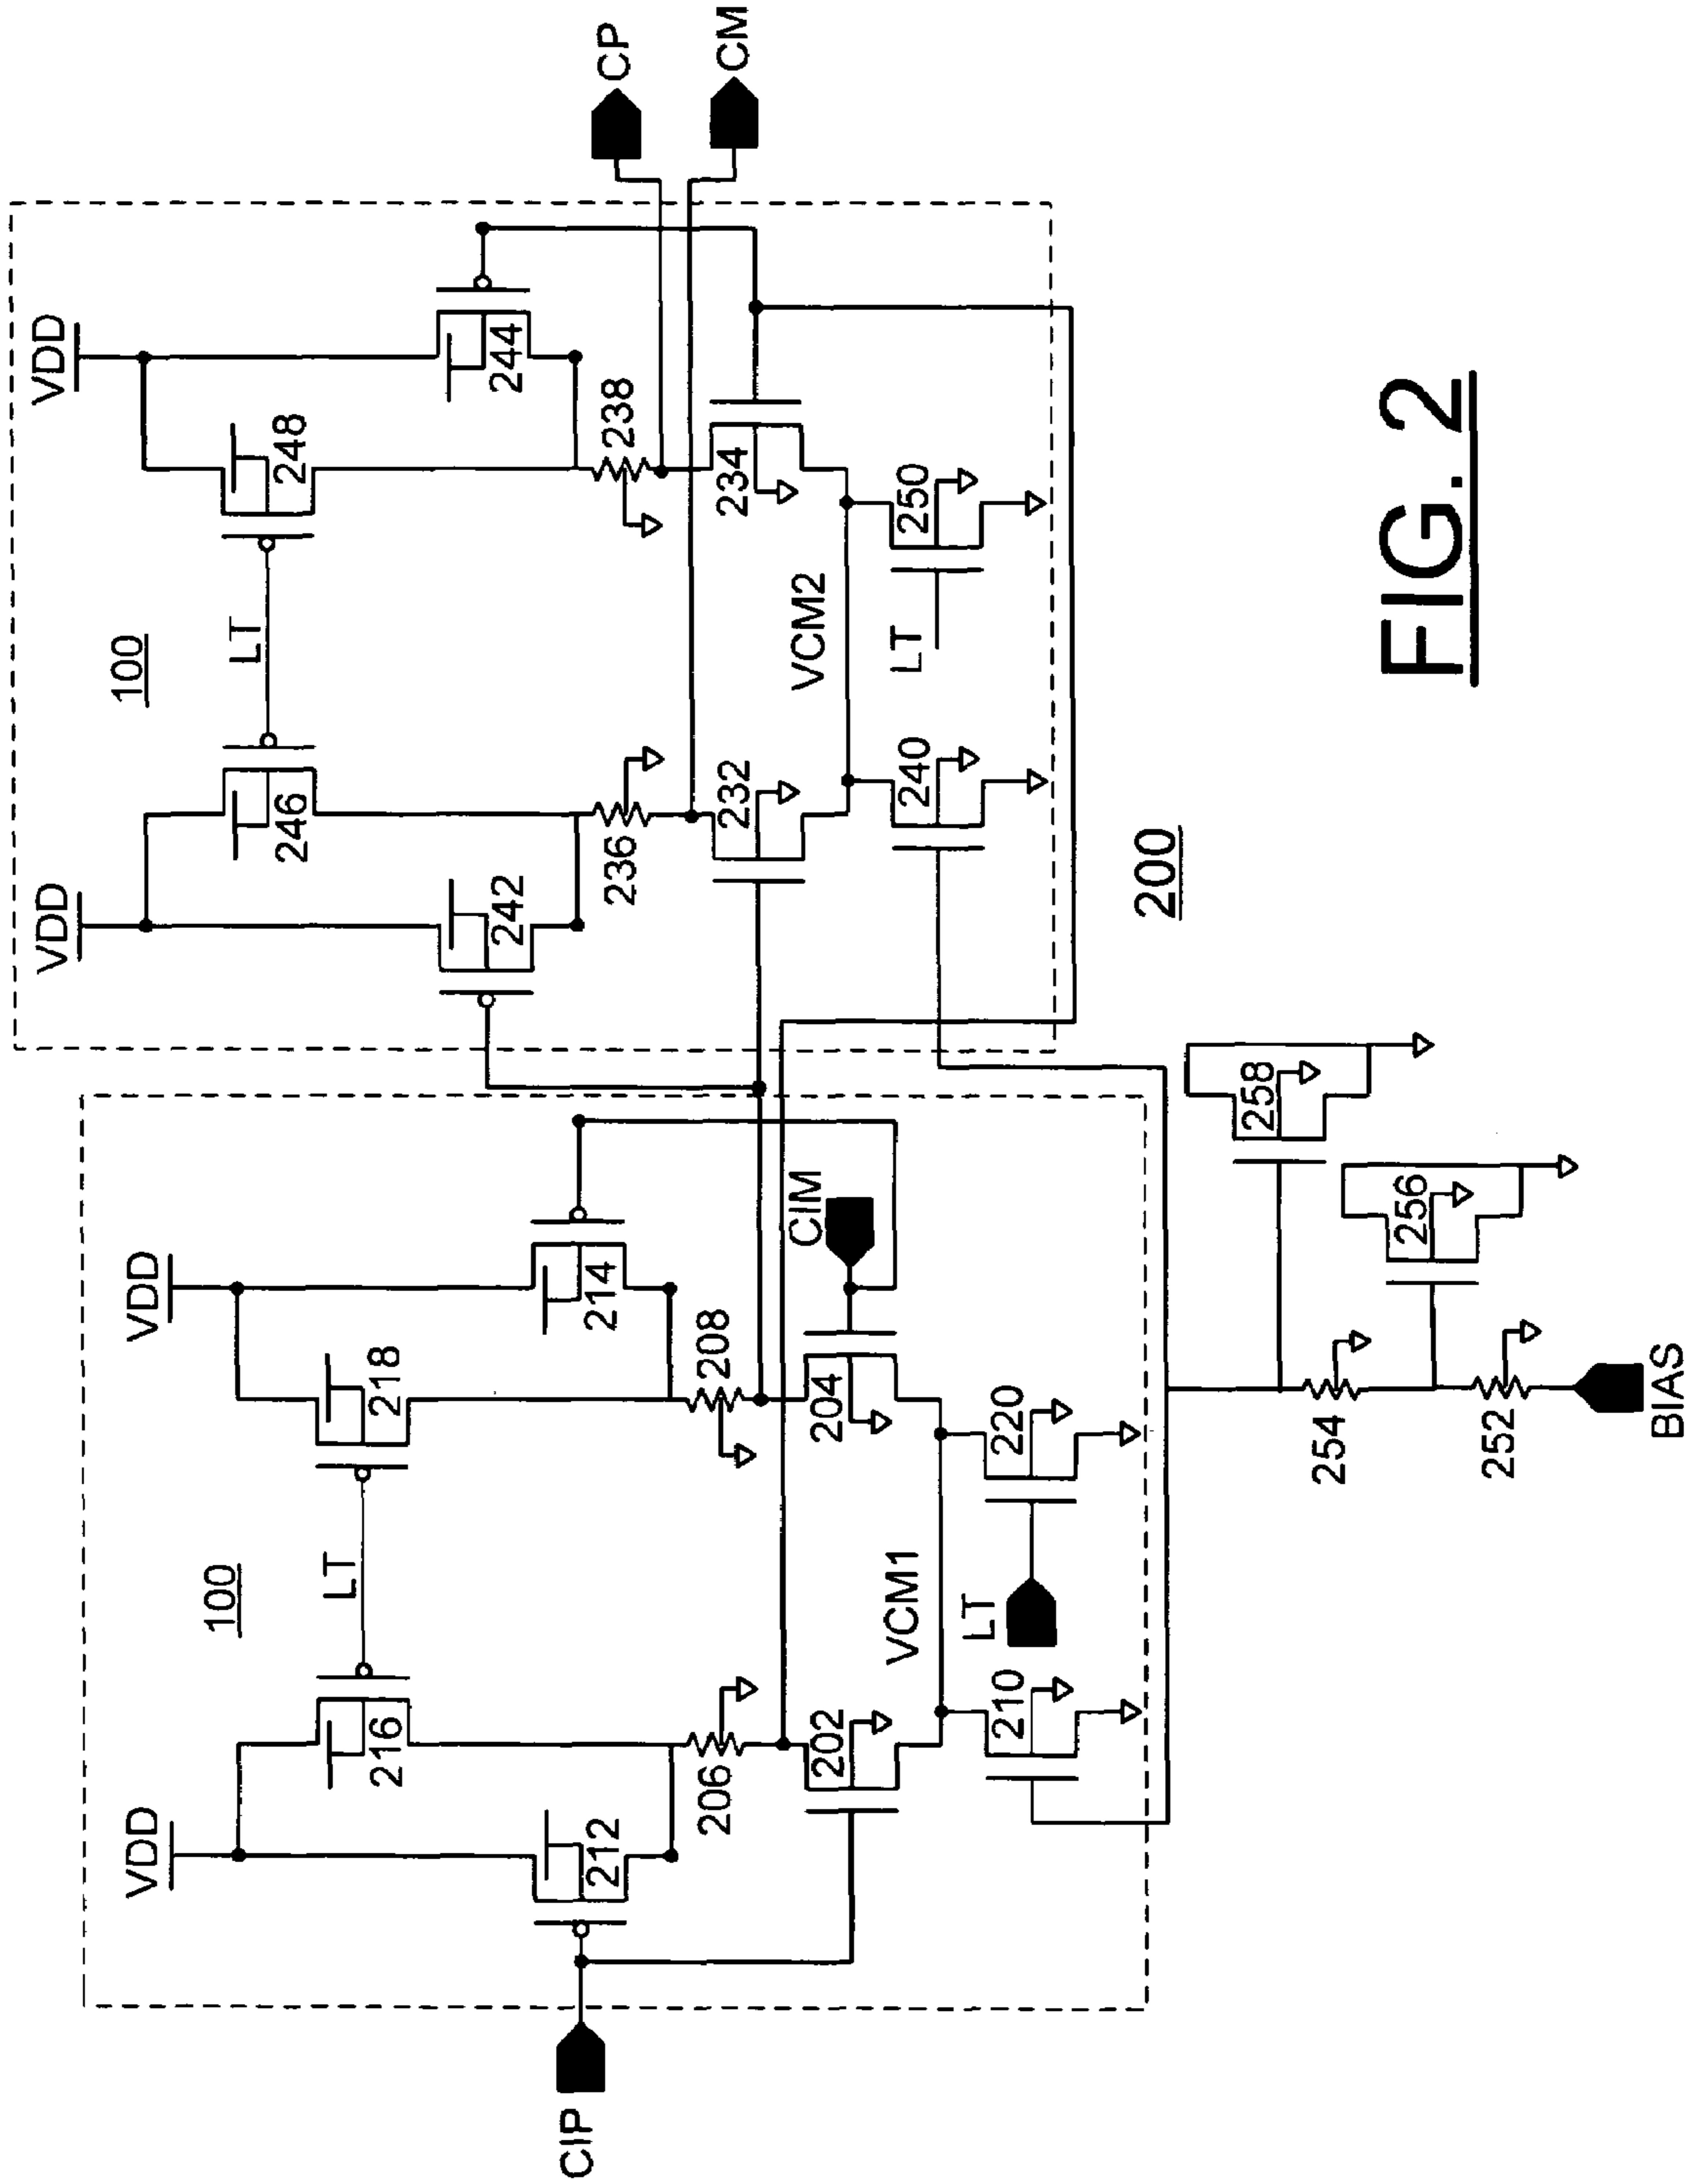 VDD
VDD
100
246
LT
248
242
244
236
238
CP
CM
232
234
VCM2
240
LT
250
VDD
VDD
100
216
LT
218
212
214
CIP
206
208
202
204
CIM
VCM1
210
LT
220
200
258
256
254
252
BIAS
FIG. 2